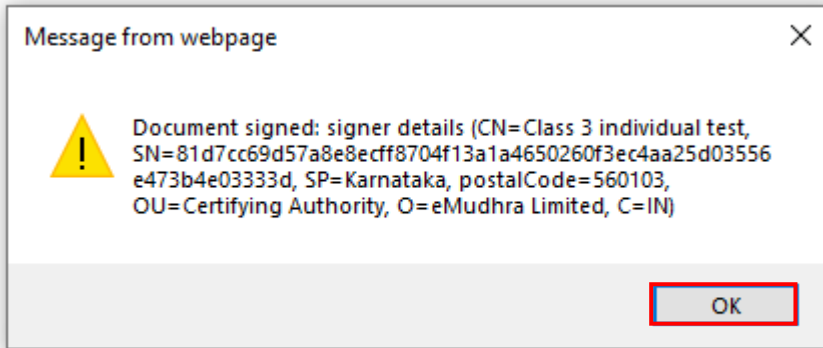 Message from webpage
Document signed: signer details (CN=Class 3 individual test,
SN=81d7cc69d57a8e8ecff8704f13a1a4650260f3ec4aa25d03556
e473b4e03333d, SP=Karnataka, postalCode=560103,
OU=Certifying Authority, O=eMudhra Limited, C=IN)
OK